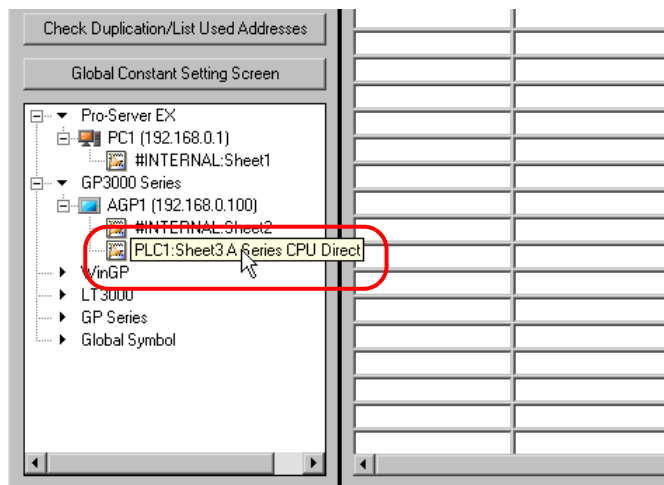 Check Duplication/List Used Addresses
Global Constant Setting Screen
Pro-Server EX
PC1 (192.168.0.1)
#INTERNAL:Sheet1
GP3000 Series
AGP1 (192.168.0.100)
#INTERNAL:Sheet2
PLC1:Sheet3 A Series CPU Direct
WinGP
LT3000
GP Series
Global Symbol